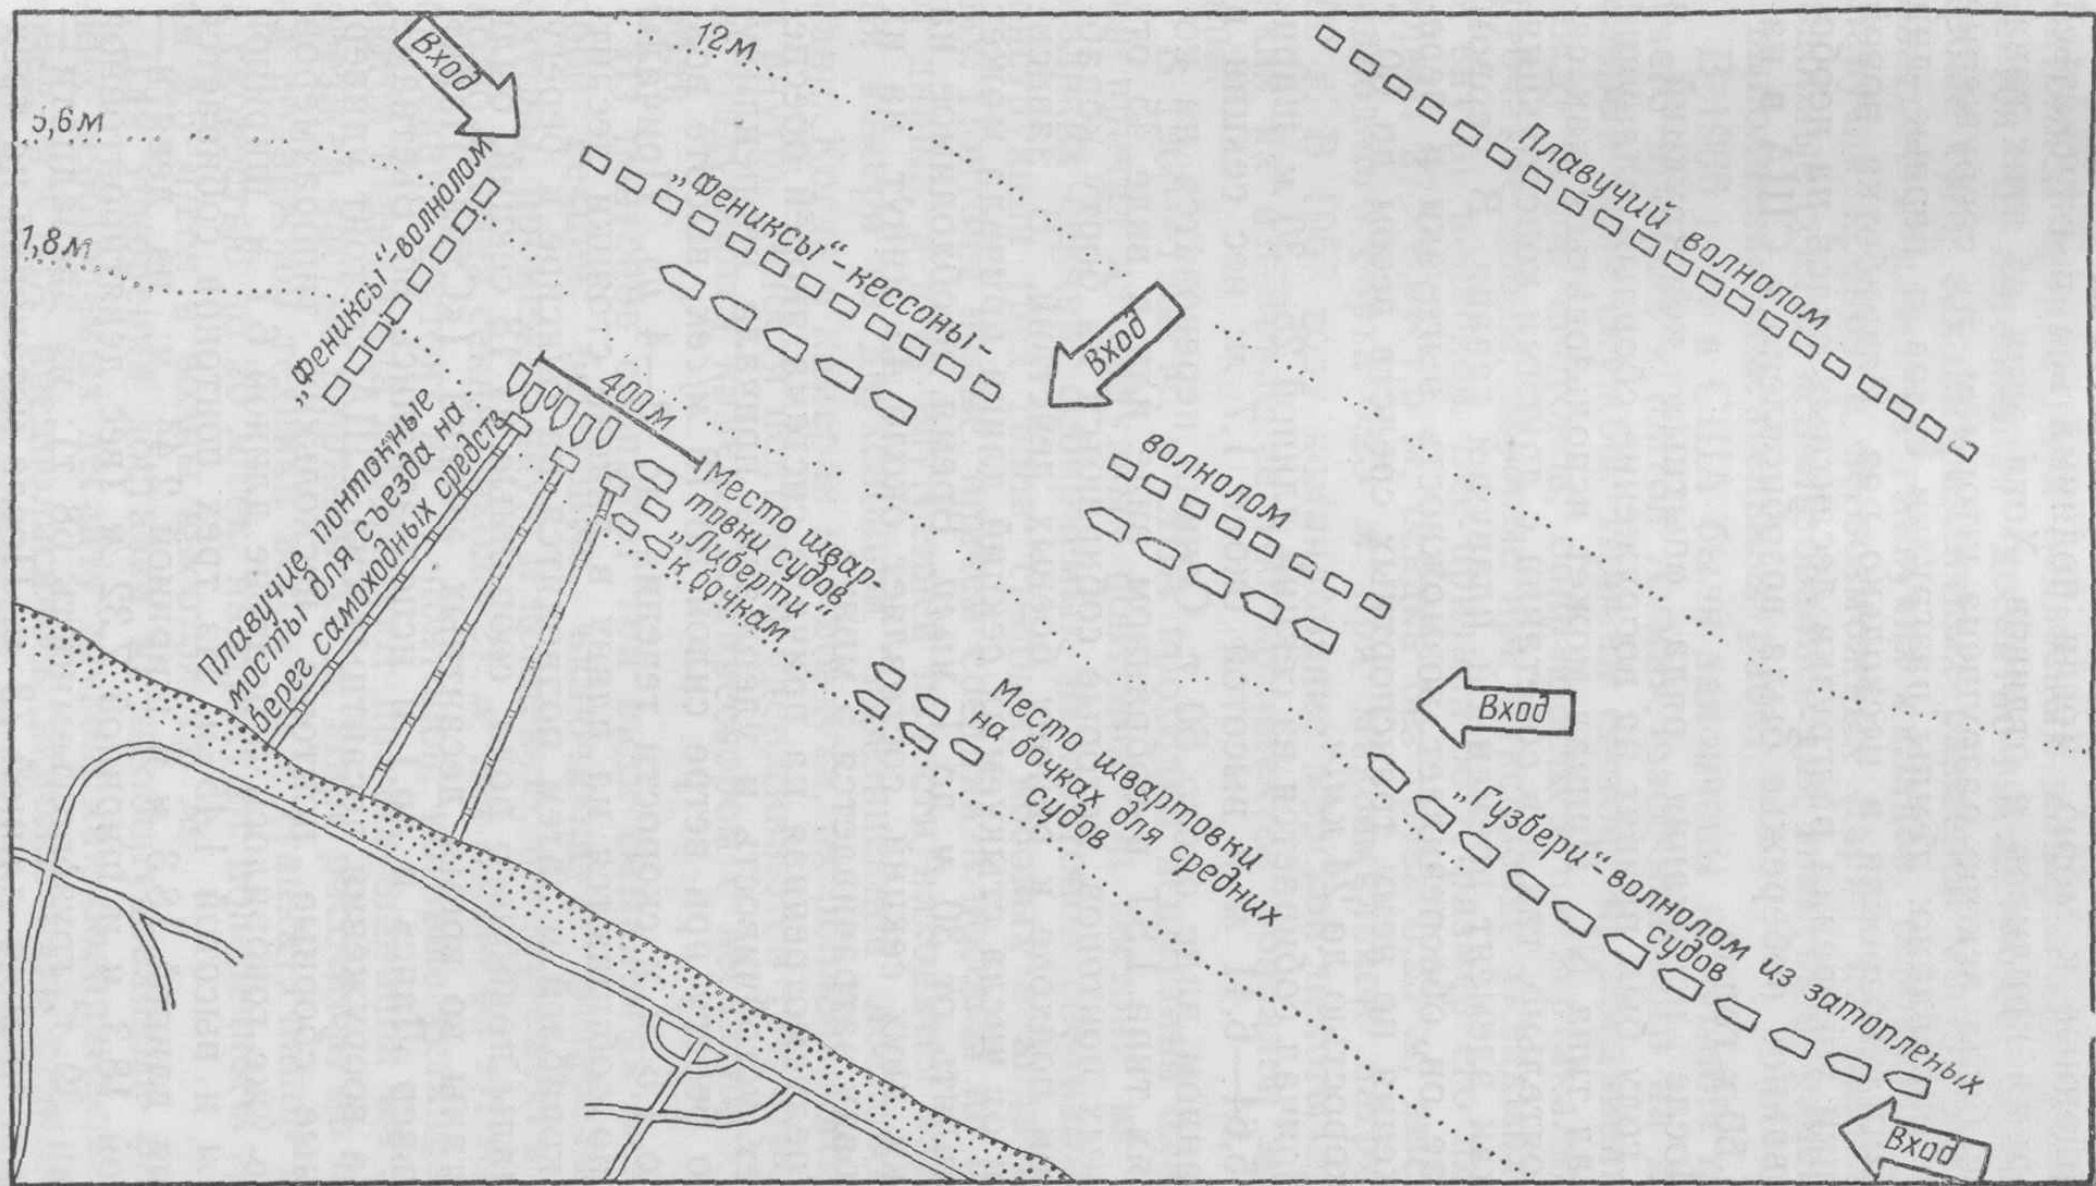 Вход
12м
5,6м
1,8м
„Фениксы“-волнолом
„Фениксы“-кессоны-
волнолом
Плавучий волнолом
Вход
400м
Плавучие понтонные
мосты для съезда на
берег самоходных средств
Место швар-
товки судов
„Либерти“
к бочкам
Место швартовки
на бочках для средних
судов
Вход
„Гузбери“-волнолом из затопленых
судов
Вход